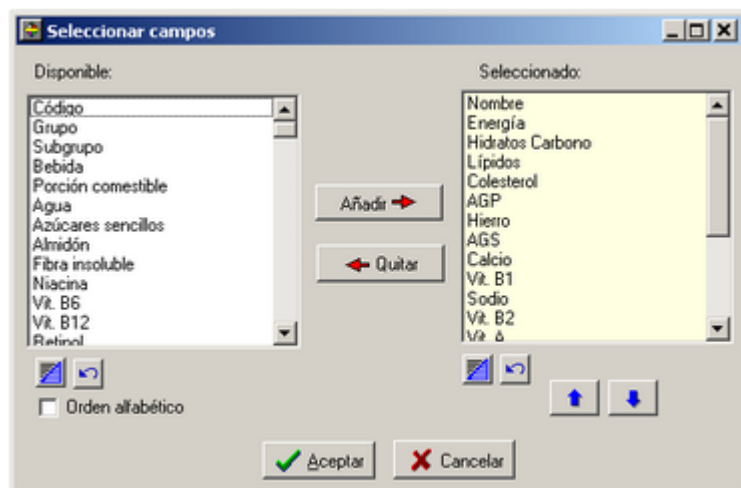 Seleccionar campos
Disponible:
Código
Grupo
Subgrupo
Bebida
Porción comestible
Agua
Azúcares sencillos
Almidón
Fibra insoluble
Niacina
Vit. B6
Vit. B12
Retinol
Orden alfabético
Añadir
Quitar
Seleccionado:
Nombre
Energía
Hidratos Carbono
Lípidos
Colesterol
AGP
Hierro
AGS
Calcio
Vit. B1
Sodio
Vit. B2
Vit. A
Aceptar
Cancelar